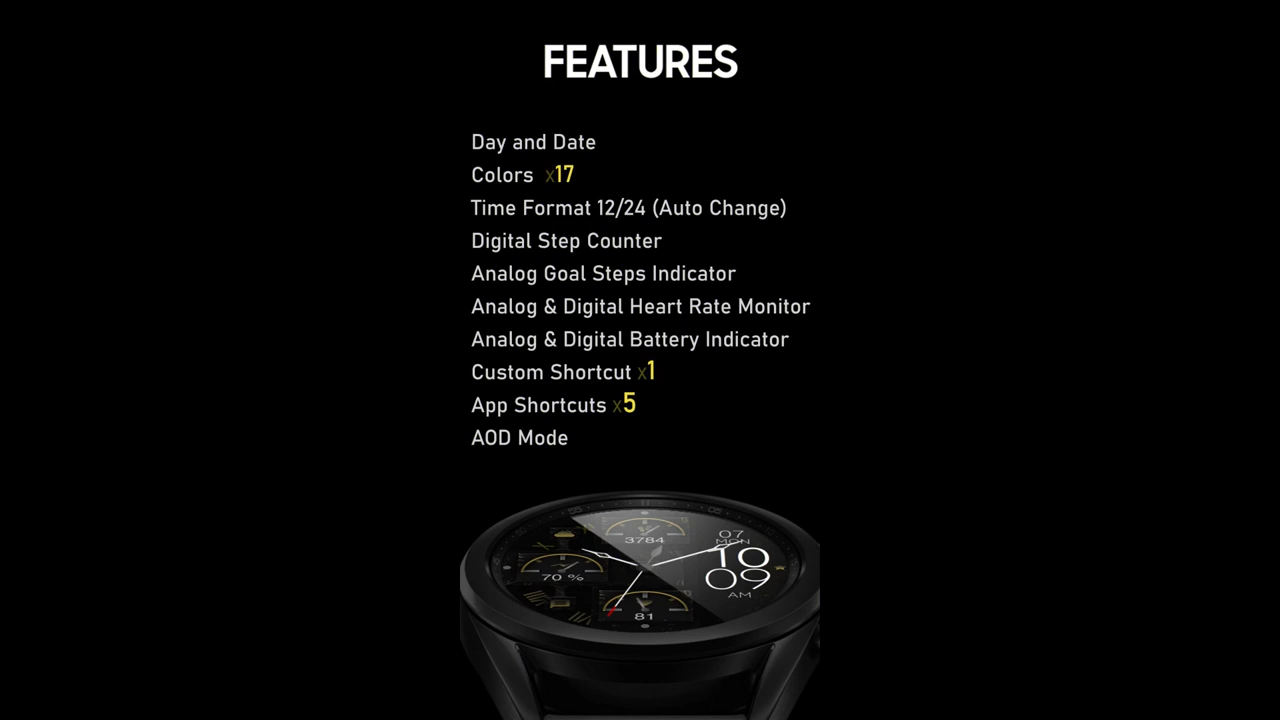 FEATURES
Day and Date
Colors x17
Time Format 12/24 (Auto Change)
Digital Step Counter
Analog Goal Steps Indicator
Analog & Digital Heart Rate Monitor
Analog & Digital Battery Indicator
Custom Shortcut x1
App Shortcuts x5
AOD Mode
3784
07
MON
10
09
AM
70 %
81